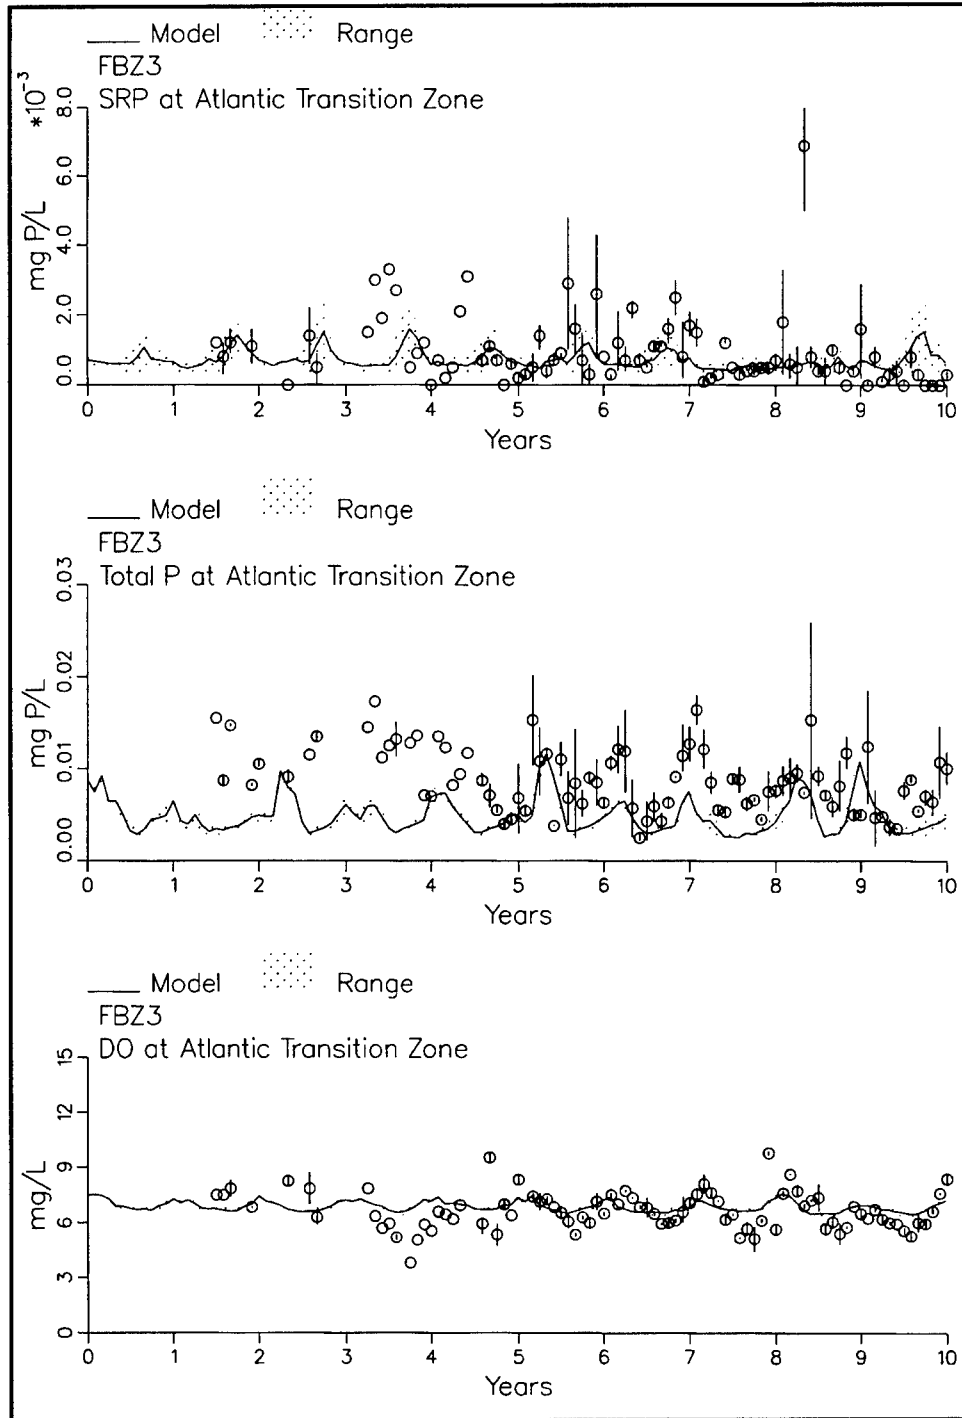 Model Range
FBZ3
SRP at Atlantic Transition Zone
mg P/L *10⁻³
8.0
6.0
4.0
2.0
0.0
0 1 2 3 4 5 6 7 8 9 10
Years
Model Range
FBZ3
Total P at Atlantic Transition Zone
mg P/L
0.03
0.02
0.01
0.00
0 1 2 3 4 5 6 7 8 9 10
Years
Model Range
FBZ3
DO at Atlantic Transition Zone
mg/L
15
12
9
6
3
0
0 1 2 3 4 5 6 7 8 9 10
Years